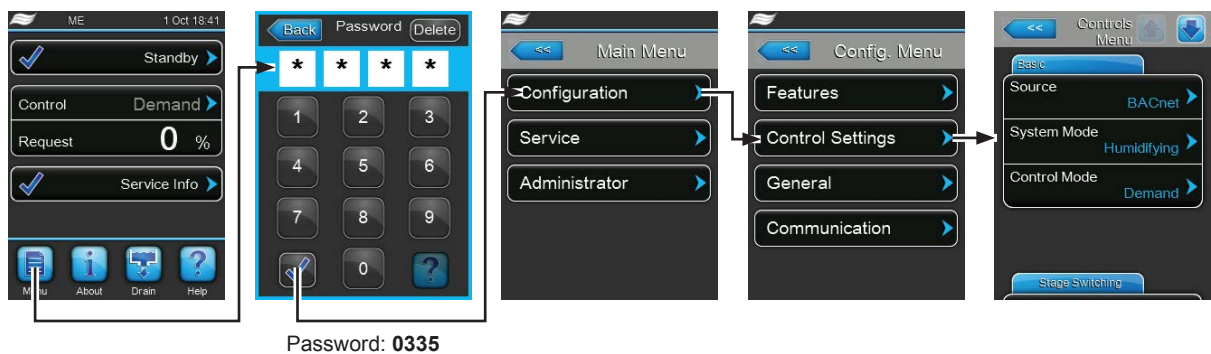 ME 1 Oct 18:41
Standby
Control Demand
Request 0 %
Service Info
Menu About Drain Help
Back Password Delete
* * * *
1 2 3
4 5 6
7 8 9
0 ?
Password: 0335
<< Main Menu
Configuration
Service
Administrator
<< Config. Menu
Features
Control Settings
General
Communication
<< Controls
Menu
Basic
Source
BACnet
System Mode
Humidifying
Control Mode
Demand
Stage Switching